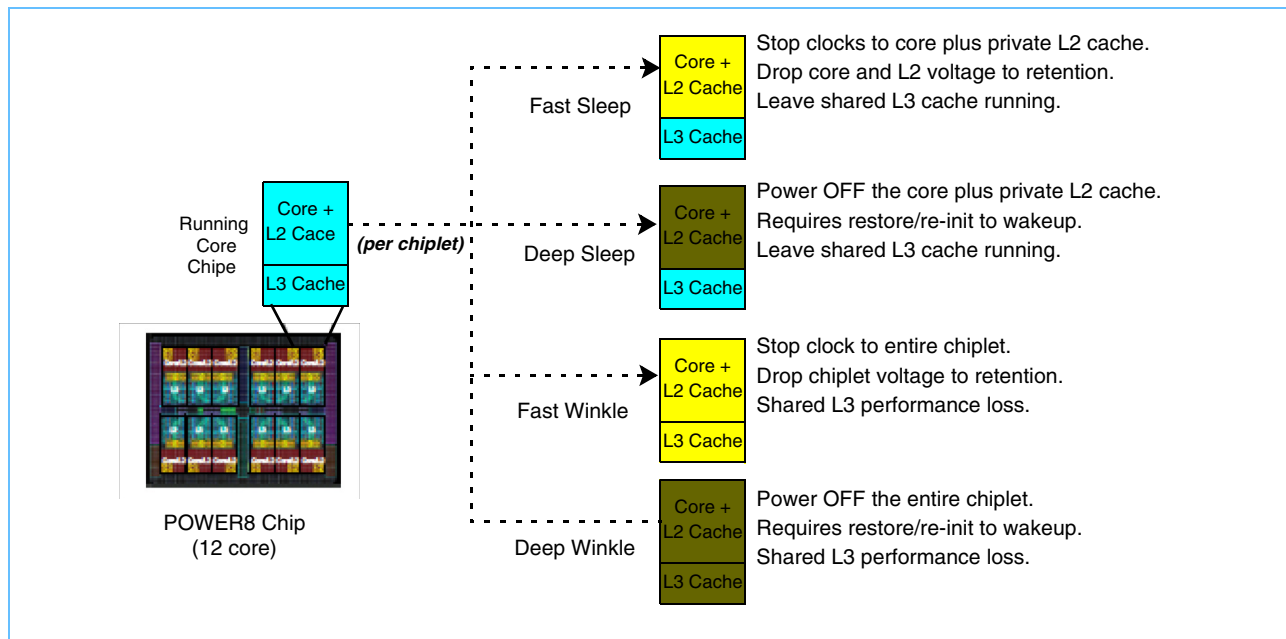 Core +
L2 Cache
L3 Cache
Fast Sleep
Stop clocks to core plus private L2 cache.
Drop core and L2 voltage to retention.
Leave shared L3 cache running.
Running
Core
Chipe
Core +
L2 Cace
L3 Cache
(per chiplet)
Core +
L2 Cache
L3 Cache
Deep Sleep
Power OFF the core plus private L2 cache.
Requires restore/re-init to wakeup.
Leave shared L3 cache running.
Core +
L2 Cache
L3 Cache
Fast Winkle
Stop clock to entire chiplet.
Drop chiplet voltage to retention.
Shared L3 performance loss.
POWER8 Chip
(12 core)
Core +
L2 Cache
L3 Cache
Deep Winkle
Power OFF the entire chiplet.
Requires restore/re-init to wakeup.
Shared L3 performance loss.